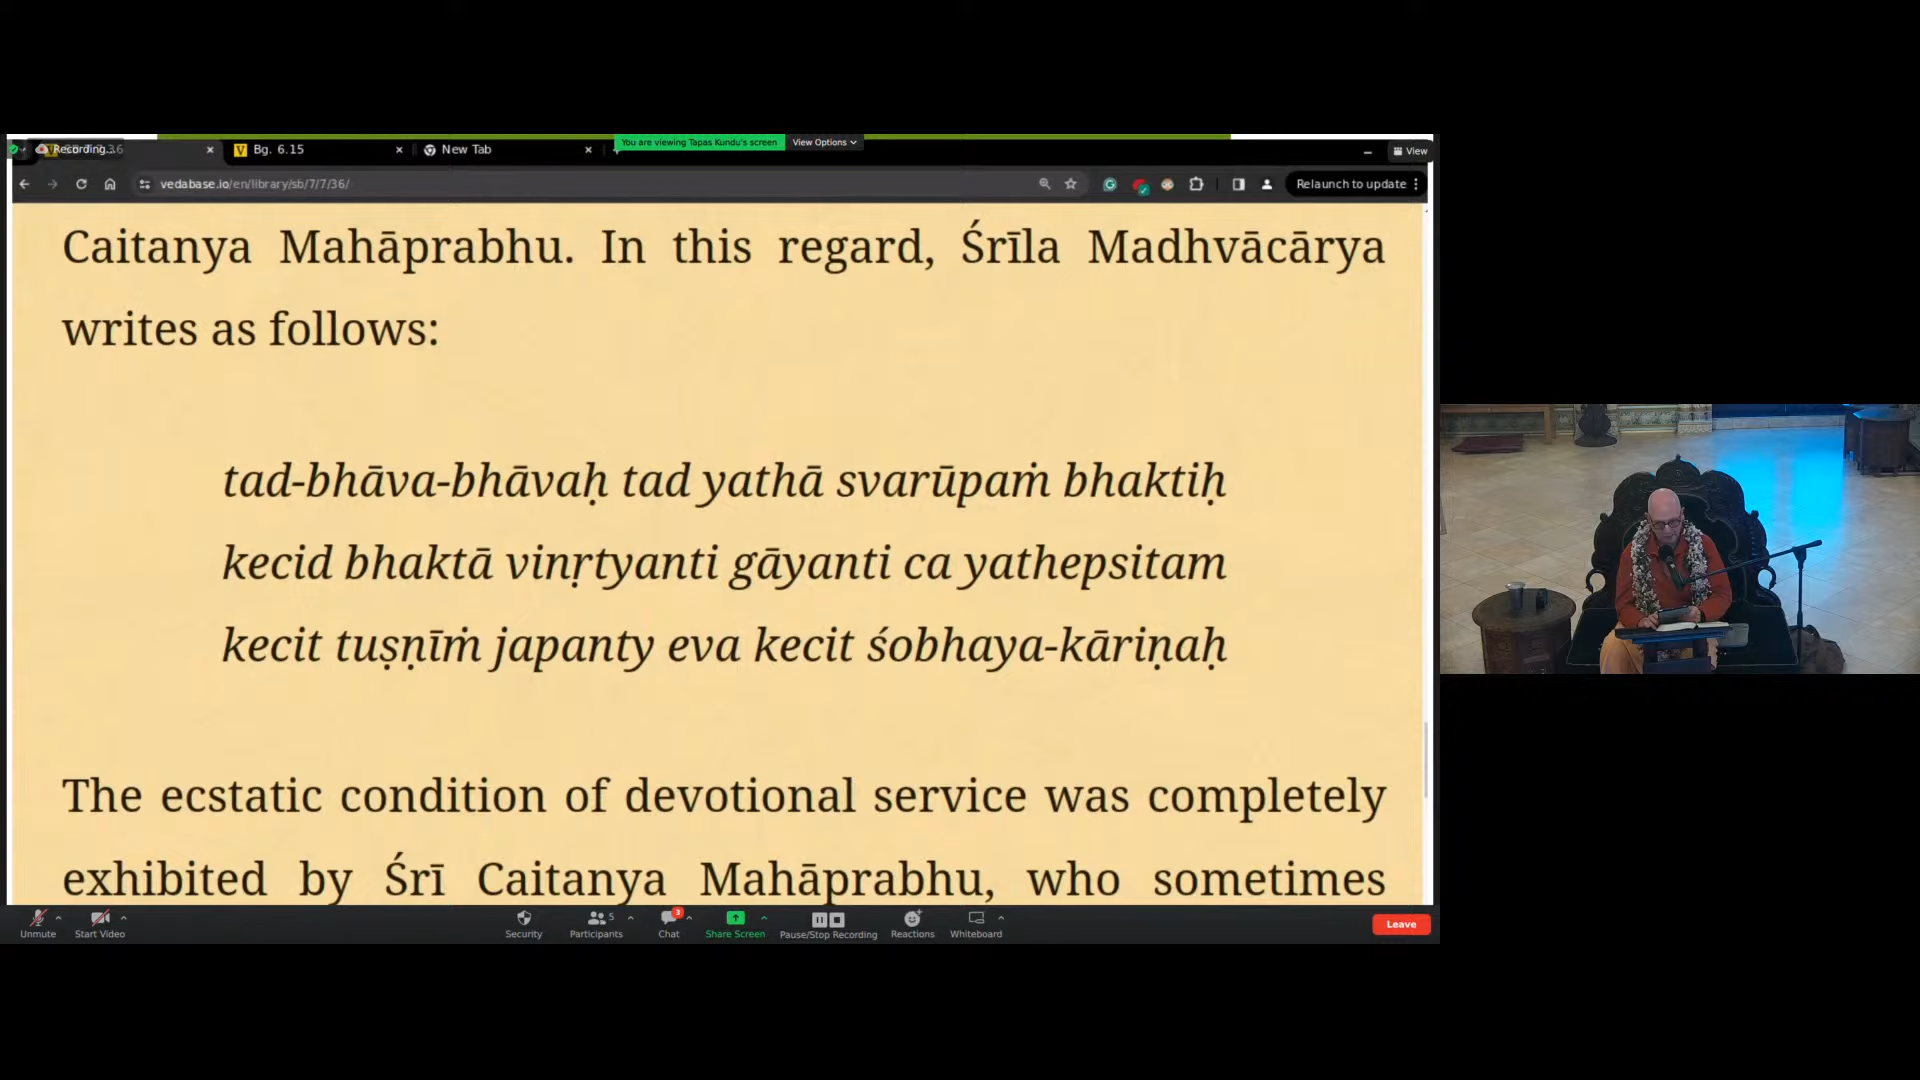 Recording...
Bg. 6.15
New Tab
You are viewing Tapas Kundu's screen
View Options
View
vedabase.io/en/library/sb/7/7/36/
Relaunch to update
Caitanya Mahāprabhu. In this regard, Śrīla Madhvācārya
writes as follows:
tad-bhāva-bhāvaḥ tad yathā svarūpaṁ bhaktiḥ
kecid bhaktā vinṛtyanti gāyanti ca yathepsitam
kecit tuṣṇīṁ japanty eva kecit śobhaya-kāriṇaḥ
The ecstatic condition of devotional service was completely
exhibited by Śrī Caitanya Mahāprabhu, who sometimes
Unmute
Start Video
Security
Participants 5
Chat 3
Share Screen
Pause/Stop Recording
Reactions
Whiteboard
Leave